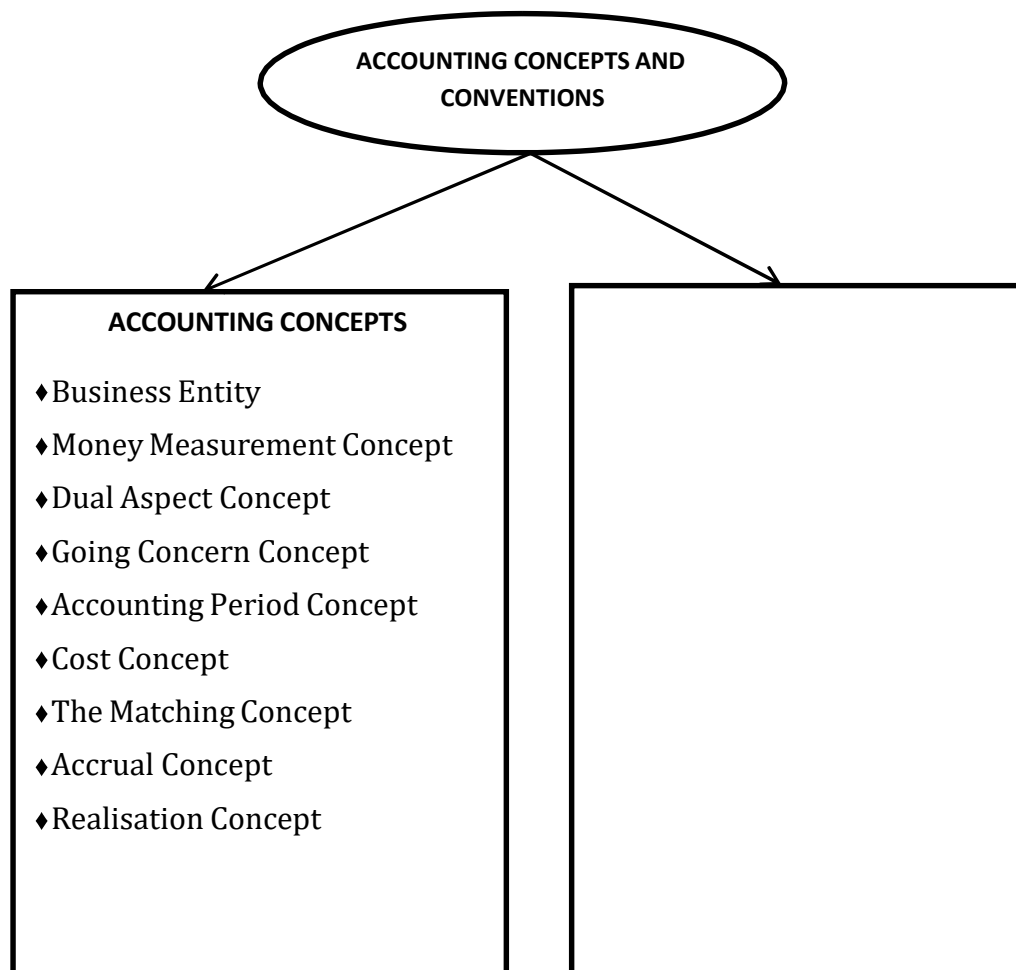 ACCOUNTING CONCEPTS AND
CONVENTIONS
ACCOUNTING CONCEPTS
♦Business Entity
♦Money Measurement Concept
♦Dual Aspect Concept
♦Going Concern Concept
♦Accounting Period Concept
♦Cost Concept
♦The Matching Concept
♦Accrual Concept
♦Realisation Concept